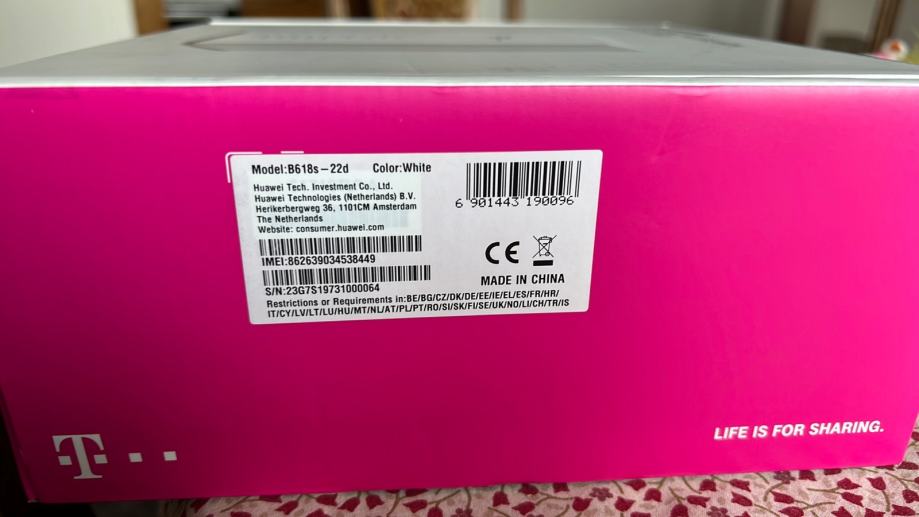 Model:B618s-22d Color:White
Huawei Tech. Investment Co., Ltd.
Huawei Technologies (Netherlands) B.V.
Herikerbergweg 36, 1101CM Amsterdam
The Netherlands
Website: consumer.huawei.com
IMEI:862639034538449
S/N:23G7S19731000064
6 901443 190096
CE
MADE IN CHINA
Restrictions or Requirements in:BE/BG/CZ/DK/DE/EE/IE/EL/ES/FR/HR/
IT/CY/LV/LT/LU/HU/MT/NL/AT/PL/PT/RO/SI/SK/FI/SE/UK/NO/LI/CH/TR/IS
T
LIFE IS FOR SHARING.